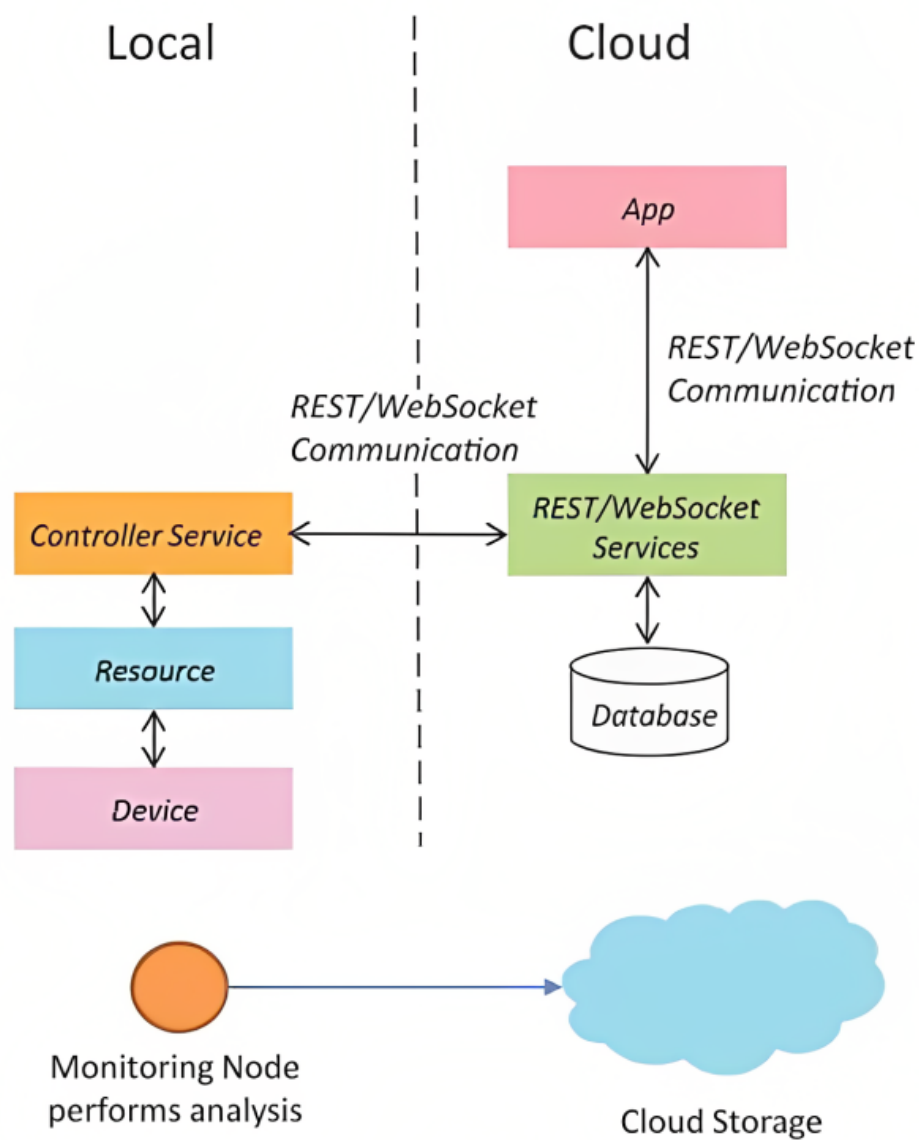 Local
Cloud
App
REST/WebSocket
Communication
REST/WebSocket
Communication
Controller Service
REST/WebSocket
Services
Resource
Database
Device
Monitoring Node
performs analysis
Cloud Storage